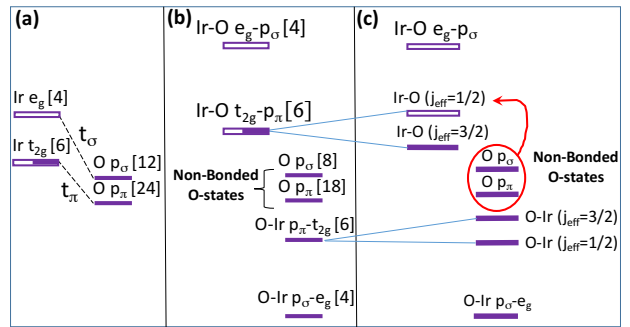 (a)
Ir e_g [4]
t_σ
Ir t_2g [6]
O p_σ [12]
t_π
O p_π [24]
(b)
Ir-O e_g-p_σ [4]
Ir-O t_2g-p_π [6]
O p_σ [8]
Non-Bonded
O-states
O p_π [18]
O-Ir p_π-t_2g [6]
O-Ir p_σ-e_g [4]
(c)
Ir-O e_g-p_σ
Ir-O (j_eff=1/2)
Ir-O (j_eff=3/2)
O p_σ
O p_π
Non-Bonded
O-states
O-Ir (j_eff=3/2)
O-Ir (j_eff=1/2)
O-Ir p_σ-e_g